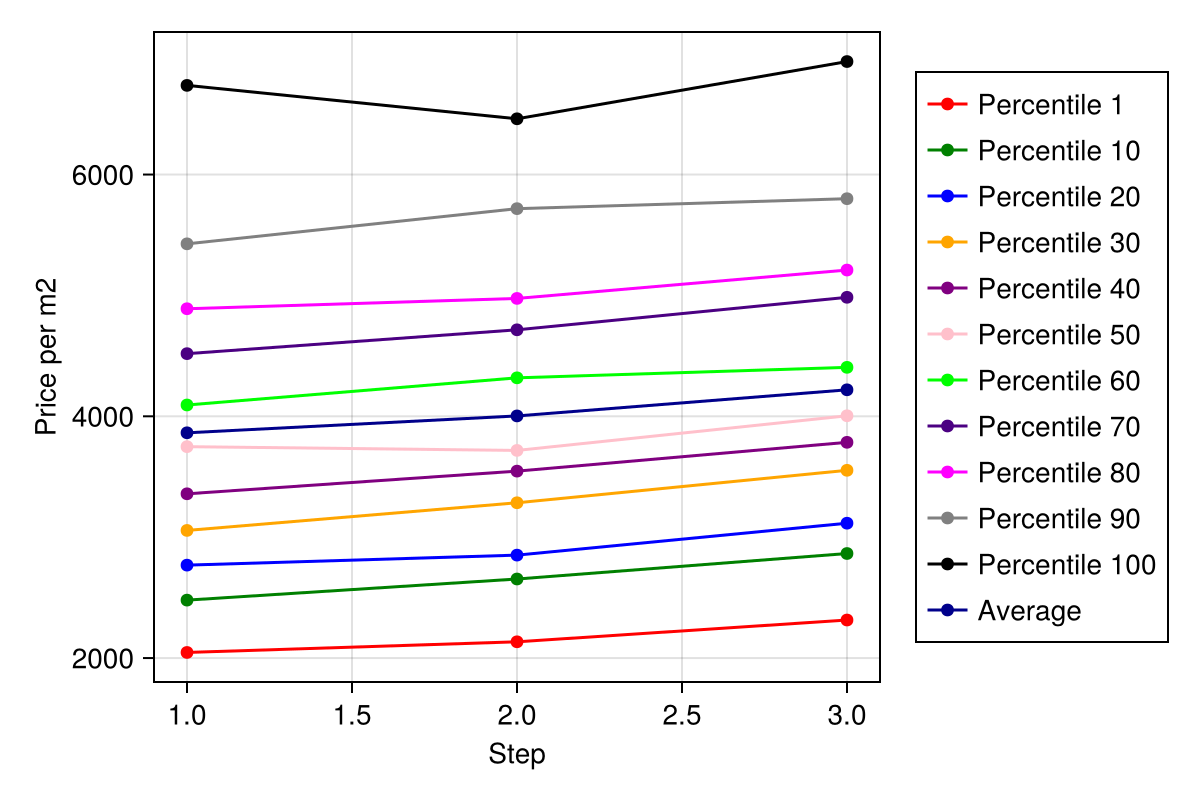 Price per m2
6000
4000
2000
1.0
1.5
2.0
2.5
3.0
Step
Percentile 1
Percentile 10
Percentile 20
Percentile 30
Percentile 40
Percentile 50
Percentile 60
Percentile 70
Percentile 80
Percentile 90
Percentile 100
Average